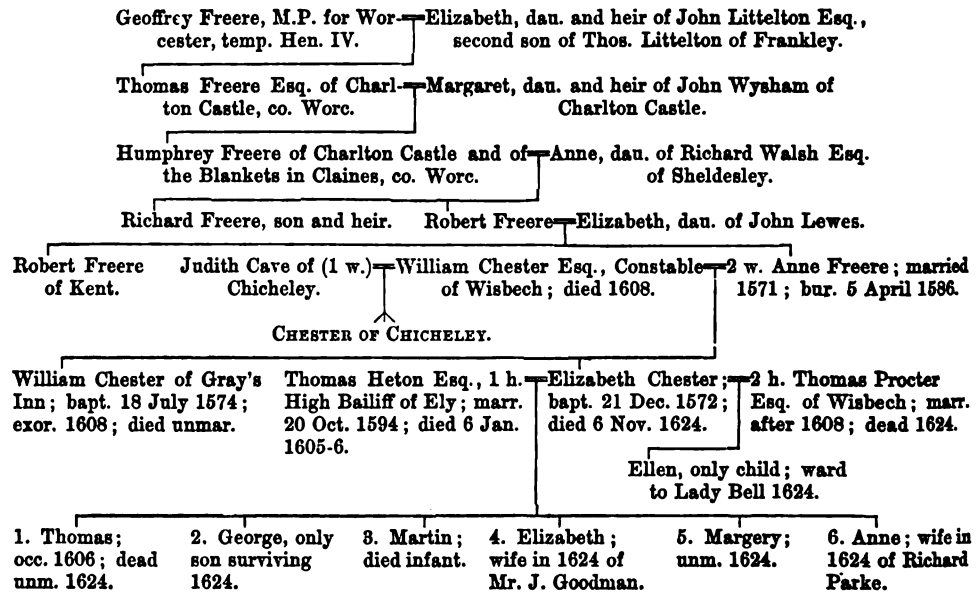 Geoffrey Freere, M.P. for Wor-
cester, temp. Hen. IV.
Elizabeth, dau. and heir of John Littelton Esq.,
second son of Thos. Littelton of Frankley.
Thomas Freere Esq. of Charl-
ton Castle, co. Worc.
Margaret, dau. and heir of John Wysham of
Charlton Castle.
Humphrey Freere of Charlton Castle and of
the Blankets in Claines, co. Worc.
Anne, dau. of Richard Walsh Esq.
of Sheldesley.
Richard Freere, son and heir.
Robert Freere
Elizabeth, dau. of John Lewes.
Robert Freere
of Kent.
Judith Cave of (1 w.)
Chicheley.
William Chester Esq., Constable
of Wisbech; died 1608.
2 w. Anne Freere; married
1571; bur. 5 April 1586.
CHESTER OF CHICHELEY.
William Chester of Gray's
Inn; bapt. 18 July 1574;
exor. 1608; died unmar.
Thomas Heton Esq., 1 h.
High Bailiff of Ely; marr.
20 Oct. 1594; died 6 Jan.
1605-6.
Elizabeth Chester;
bapt. 21 Dec. 1572;
died 6 Nov. 1624.
2 h. Thomas Procter
Esq. of Wisbech; marr.
after 1608; dead 1624.
Ellen, only child; ward
to Lady Bell 1624.
1. Thomas;
occ. 1606; dead
unm. 1624.
2. George, only
son surviving
1624.
3. Martin;
died infant.
4. Elizabeth;
wife in 1624 of
Mr. J. Goodman.
5. Margery;
unm. 1624.
6. Anne; wife in
1624 of Richard
Parke.